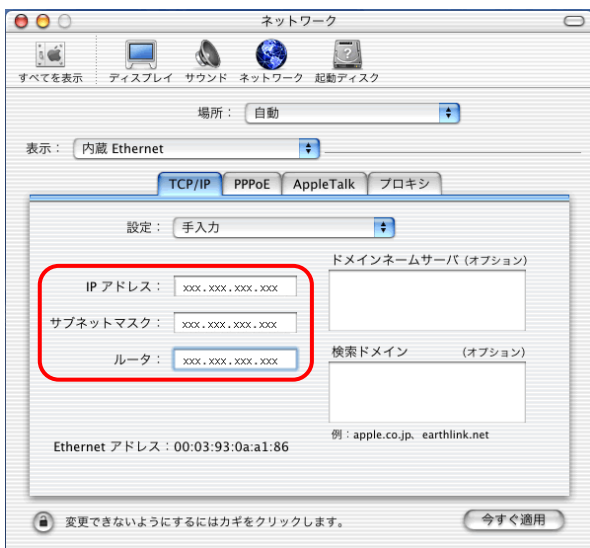 ネットワーク
すべてを表示 ディスプレイ サウンド ネットワーク 起動ディスク
場所： 自動
表示： 内蔵 Ethernet
TCP/IP PPPoE AppleTalk プロキシ
設定： 手入力
ドメインネームサーバ (オプション)
IP アドレス： xxx.xxx.xxx.xxx
サブネットマスク： xxx.xxx.xxx.xxx
ルータ： xxx.xxx.xxx.xxx
検索ドメイン (オプション)
例：apple.co.jp、earthlink.net
Ethernet アドレス：00:03:93:0a:a1:86
変更できないようにするにはカギをクリックします。
今すぐ適用